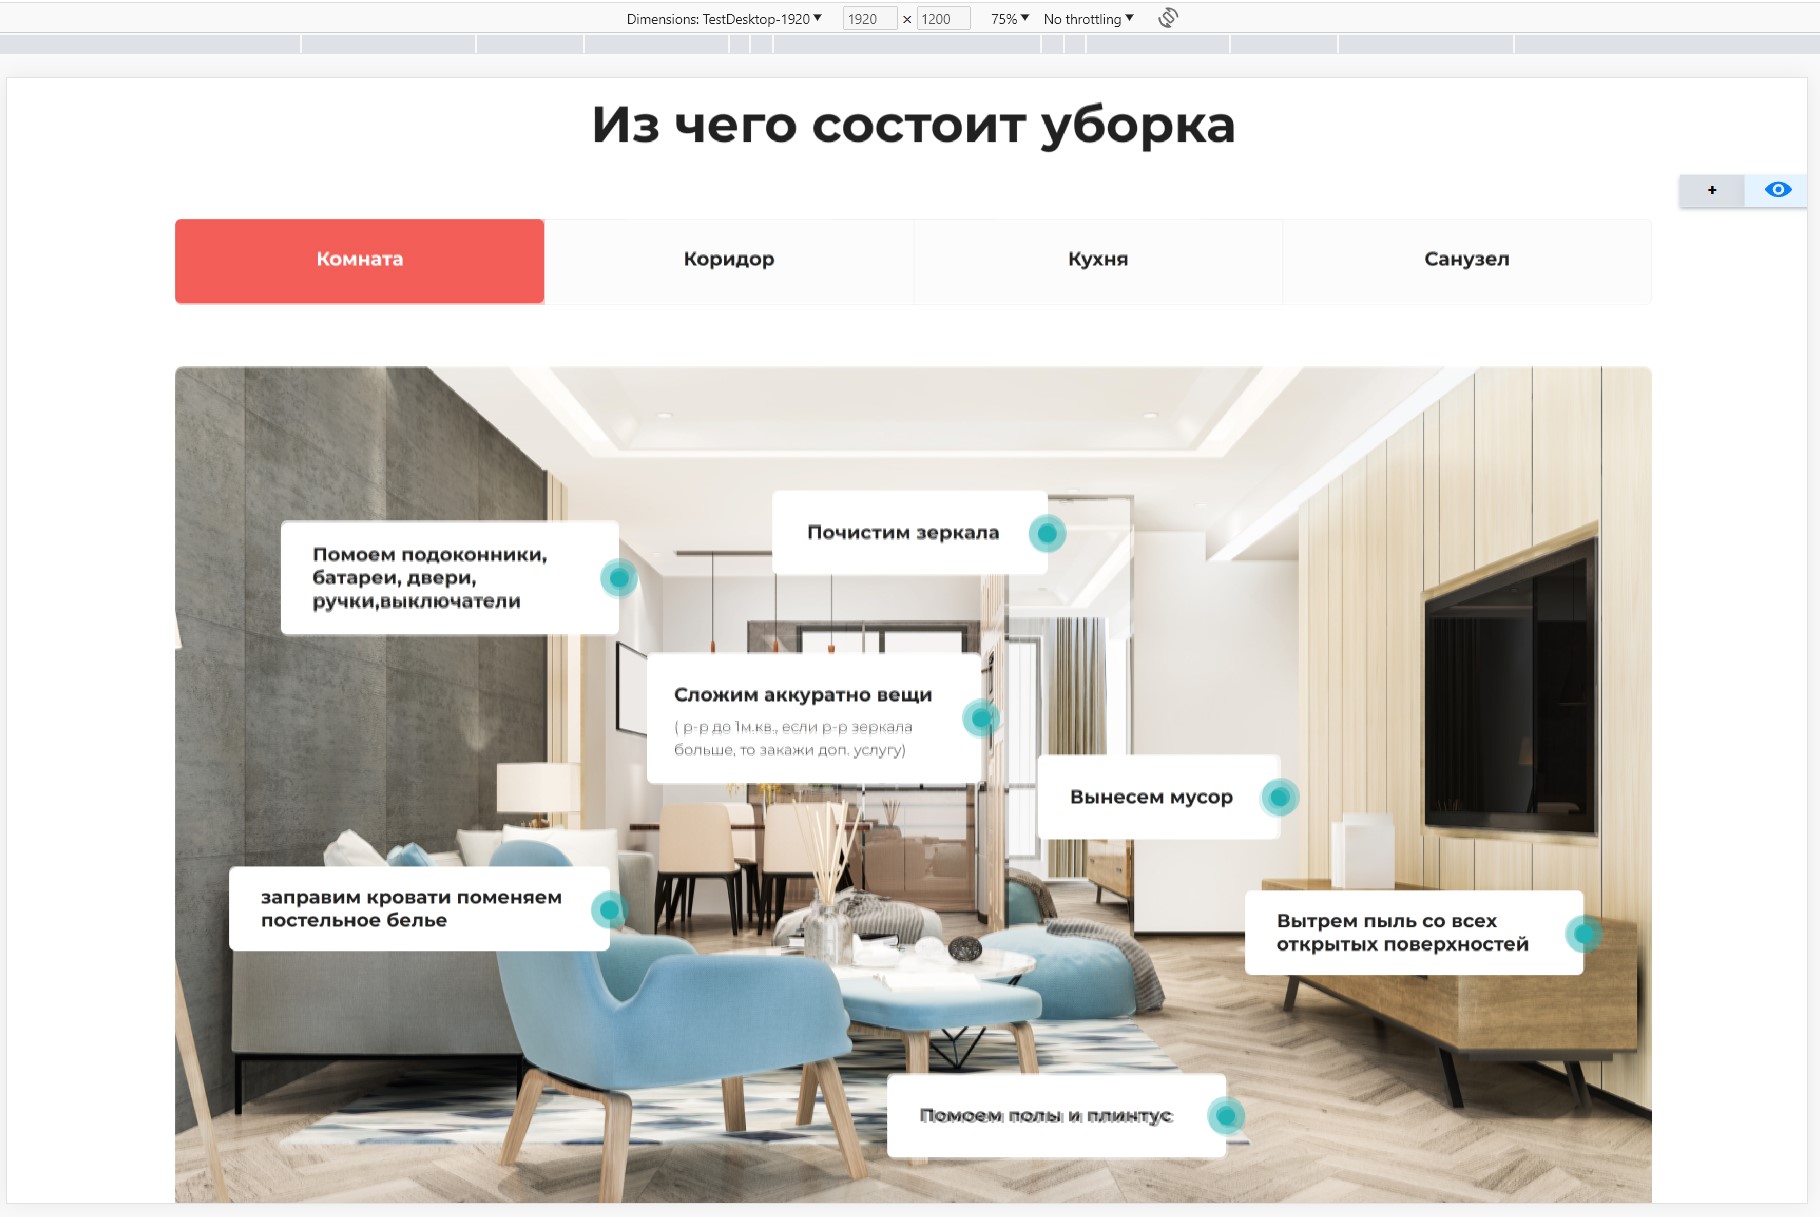 Dimensions: TestDesktop-1920 ▼ 1920 × 1200 75% ▼ No throttling ▼
Из чего состоит уборка
+
Комната Коридор Кухня Санузел
Почистим зеркала
Помоем подоконники,
батареи, двери,
ручки,выключатели
Сложим аккуратно вещи
( р-р до 1м.кв., если р-р зеркала
больше, то закажи доп. услугу)
Вынесем мусор
заправим кровати поменяем
постельное белье
Вытрем пыль со всех
открытых поверхностей
Помоем полы и плинтус